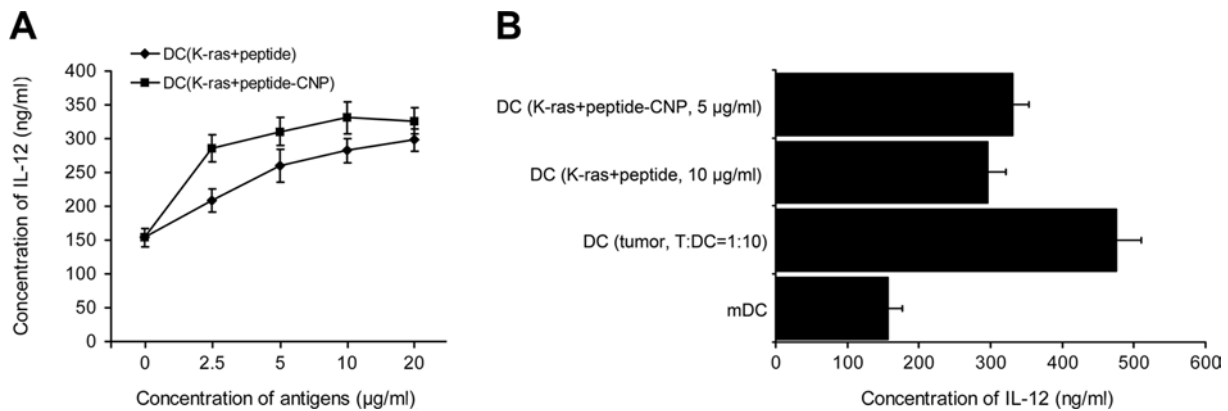 A
DC(K-ras+peptide)
DC(K-ras+peptide-CNP)
Concentration of IL-12 (ng/ml)
400
350
300
250
200
150
100
50
0
0 2.5 5 10 20
Concentration of antigens (µg/ml)
B
DC (K-ras+peptide-CNP, 5 µg/ml)
DC (K-ras+peptide, 10 µg/ml)
DC (tumor, T:DC=1:10)
mDC
0 100 200 300 400 500 600
Concentration of IL-12 (ng/ml)